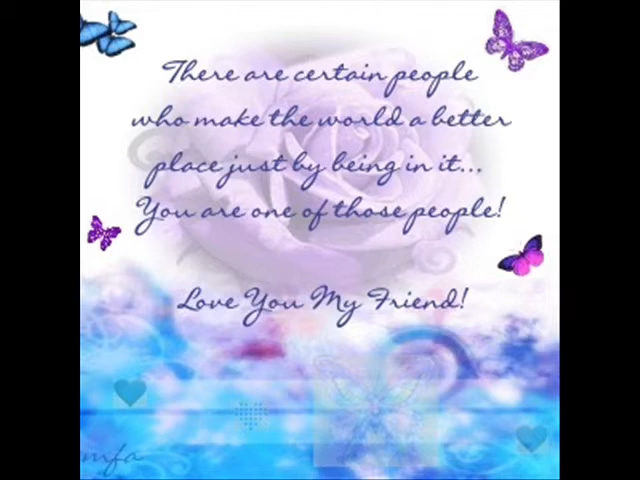 There are certain people
who make the world a better
place just by being in it...
You are one of those people!
Love You My Friend!
mfa